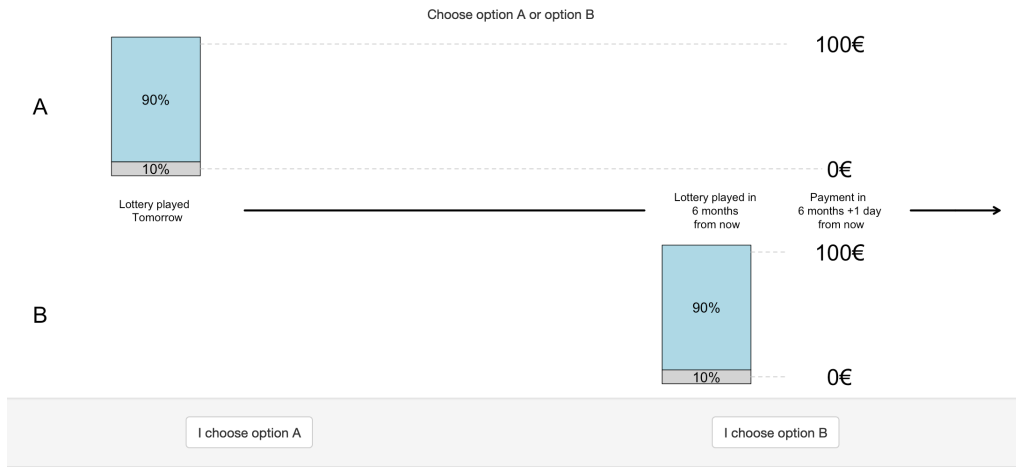 Choose option A or option B
100€
A
90%
10%
0€
Lottery played
Tomorrow
Lottery played in
6 months
from now
Payment in
6 months +1 day
from now
100€
B
90%
10%
0€
I choose option A
I choose option B